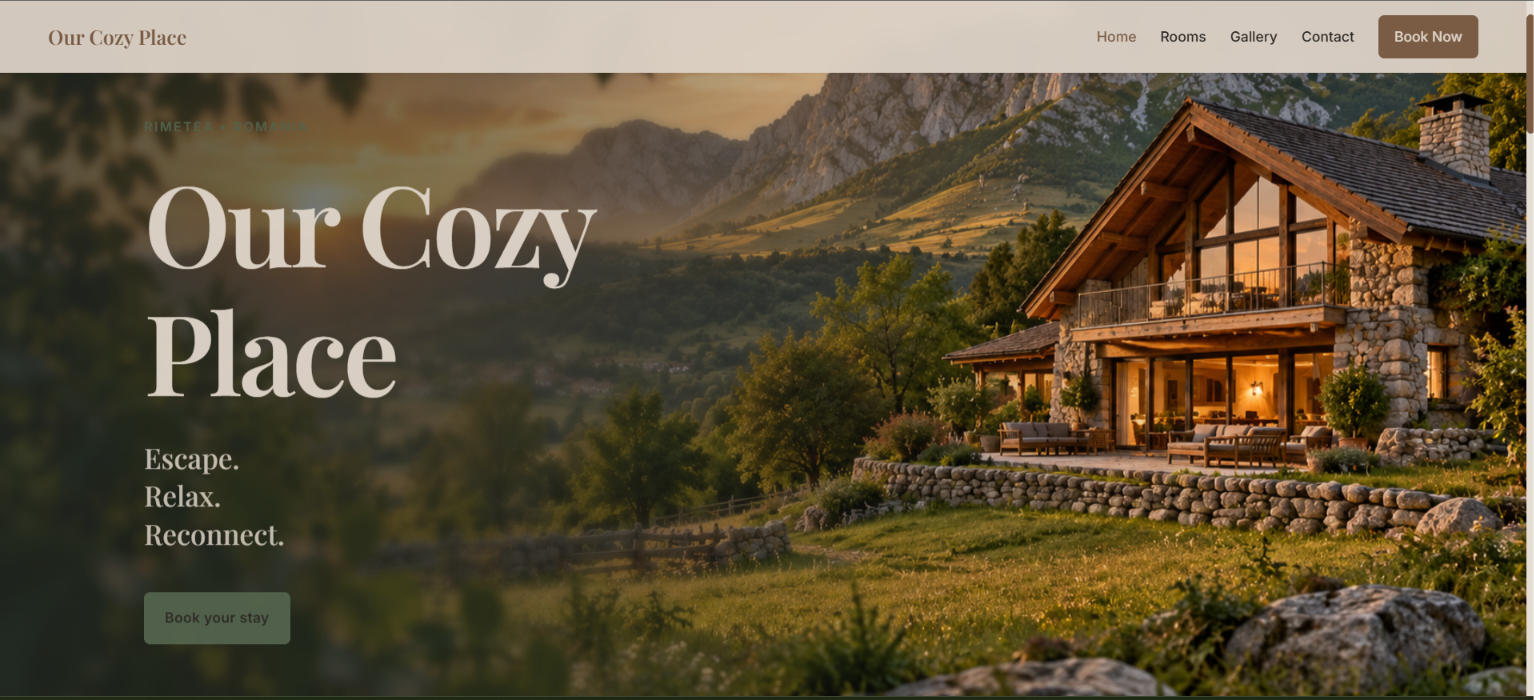 Our Cozy Place
Home Rooms Gallery Contact Book Now
RIMETEA • ROMANIA
Our Cozy
Place
Escape.
Relax.
Reconnect.
Book your stay